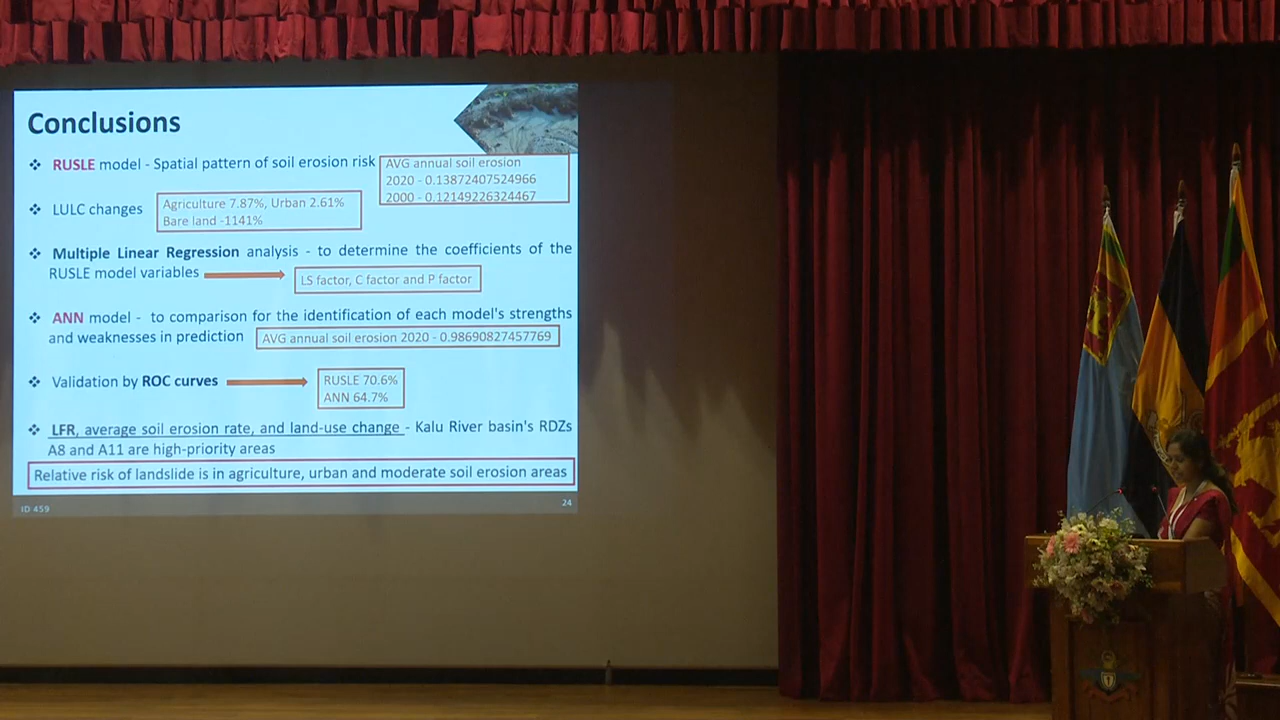 Conclusions
❖ RUSLE model - Spatial pattern of soil erosion risk
AVG annual soil erosion
2020 - 0.13872407524966
2000 - 0.12149226324467
❖ LULC changes
Agriculture 7.87%, Urban 2.61%
Bare land -1141%
❖ Multiple Linear Regression analysis - to determine the coefficients of the
RUSLE model variables
LS factor, C factor and P factor
❖ ANN model - to comparison for the identification of each model's strengths
and weaknesses in prediction
AVG annual soil erosion 2020 - 0.98690827457769
❖ Validation by ROC curves
RUSLE 70.6%
ANN 64.7%
❖ LFR, average soil erosion rate, and land-use change - Kalu River basin's RDZs
A8 and A11 are high-priority areas
Relative risk of landslide is in agriculture, urban and moderate soil erosion areas
ID 459
24